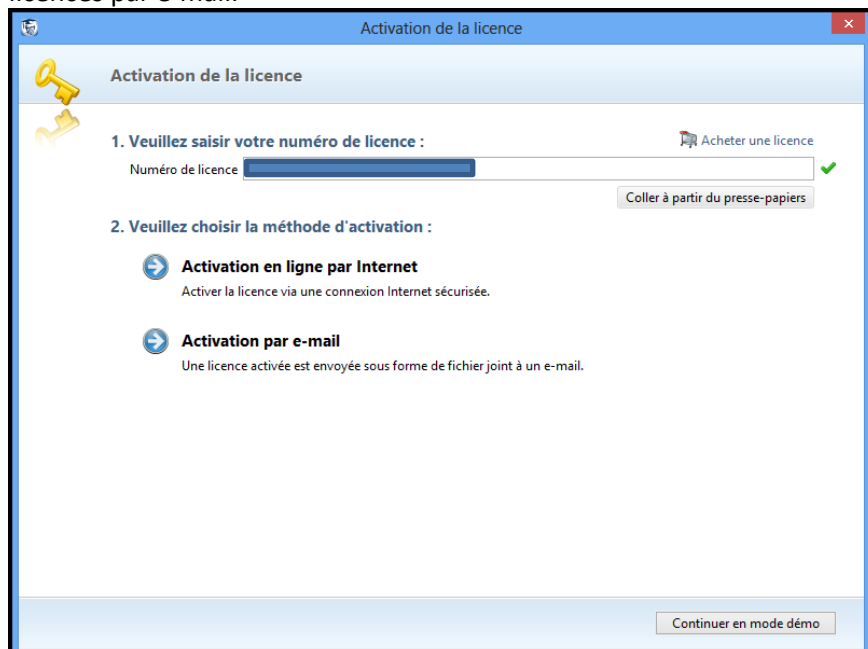 Activation de la licence
Activation de la licence
1. Veuillez saisir votre numéro de licence :
Acheter une licence
Numéro de licence
Coller à partir du presse-papiers
2. Veuillez choisir la méthode d'activation :
Activation en ligne par Internet
Activer la licence via une connexion Internet sécurisée.
Activation par e-mail
Une licence activée est envoyée sous forme de fichier joint à un e-mail.
Continuer en mode démo